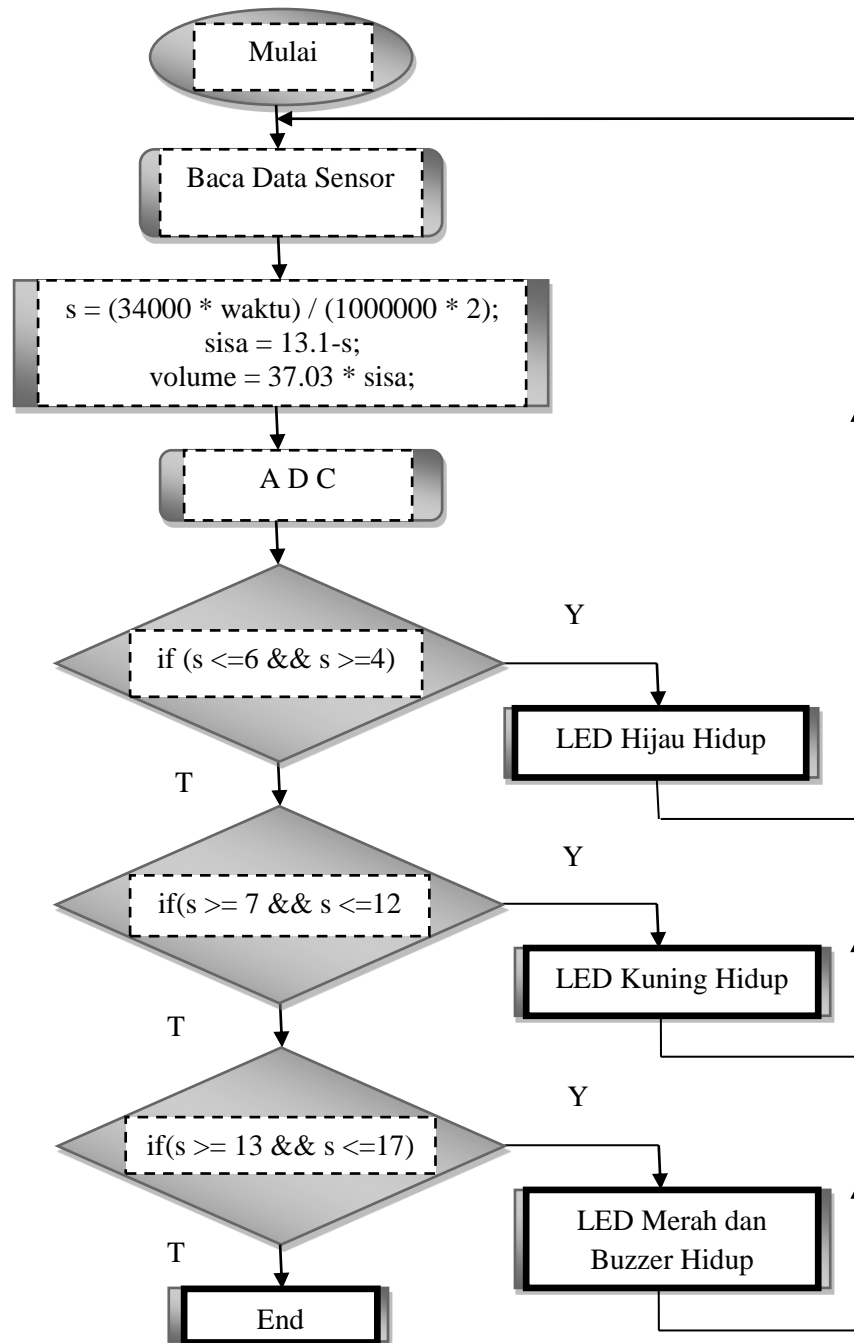 Mulai
Baca Data Sensor
s = (34000 * waktu) / (1000000 * 2);
sisa = 13.1-s;
volume = 37.03 * sisa;
A D C
if (s <=6 && s >=4)
Y
LED Hijau Hidup
T
if(s >= 7 && s <=12
Y
LED Kuning Hidup
T
if(s >= 13 && s <=17)
Y
LED Merah dan
Buzzer Hidup
T
End